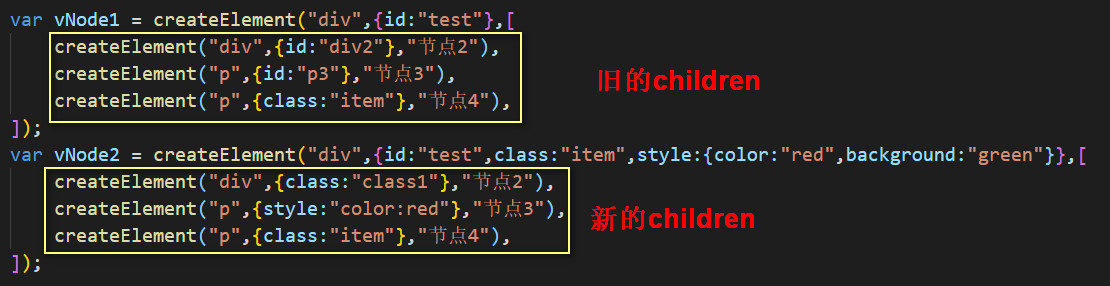 var vNode1 = createElement("div",{id:"test"},[
createElement("div",{id:"div2"},"节点2"),
createElement("p",{id:"p3"},"节点3"),
createElement("p",{class:"item"},"节点4"),
旧的children
]);
var vNode2 = createElement("div",{id:"test",class:"item",style:{color:"red",background:"green"}},[
createElement("div",{class:"class1"},"节点2"),
createElement("p",{style:"color:red"},"节点3"),
createElement("p",{class:"item"},"节点4"),
新的children
]);